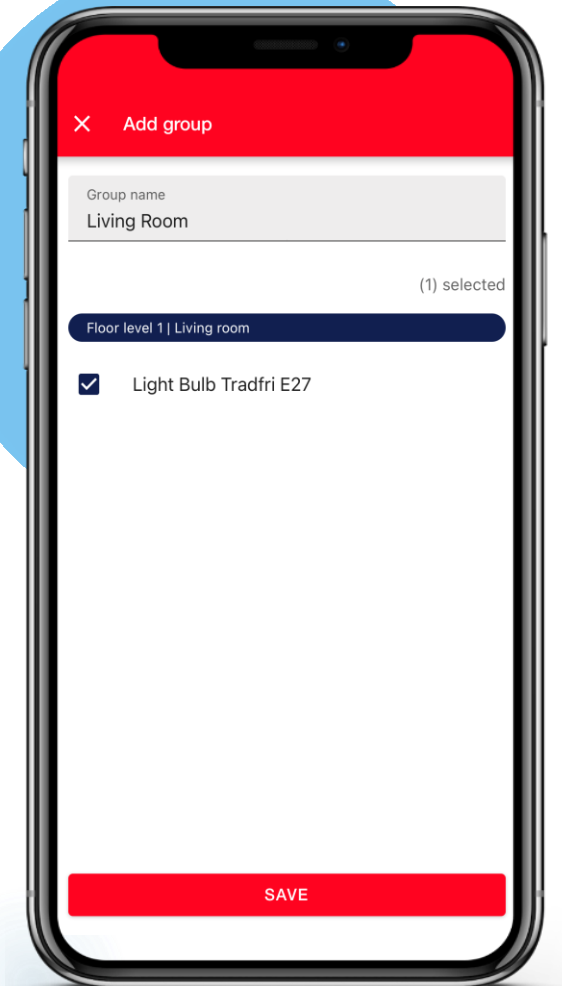 Add group
Group name
Living Room
(1) selected
Floor level 1 | Living room
Light Bulb Tradfri E27
SAVE